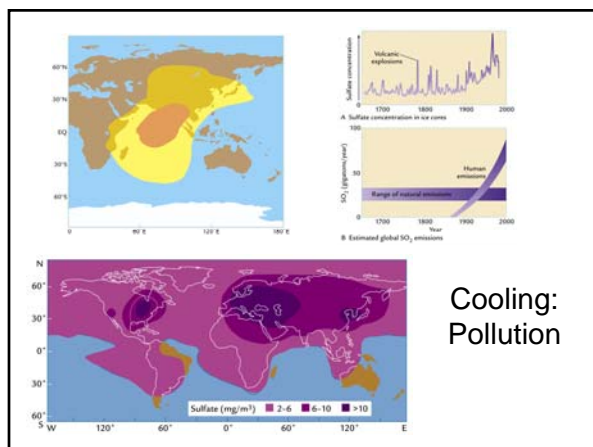 60°N
30°N
EQ
30°S
60°S
0°
60°E
120°E
180°E
Sulfate concentration
Volcanic explosions
1700 1800 1900 2000
A Sulfate concentration in ice cores
SO2 (gigatons/year)
100
50
0
Human emissions
Range of natural emissions
1700 1800 1900 2000
Year
B Estimated global SO2 emissions
N
60°
30°
0°
30°
60°
S
W 120° 60° 0° 60° 120° E
Sulfate (mg/m³) 2–6 6–10 >10
Cooling:
Pollution